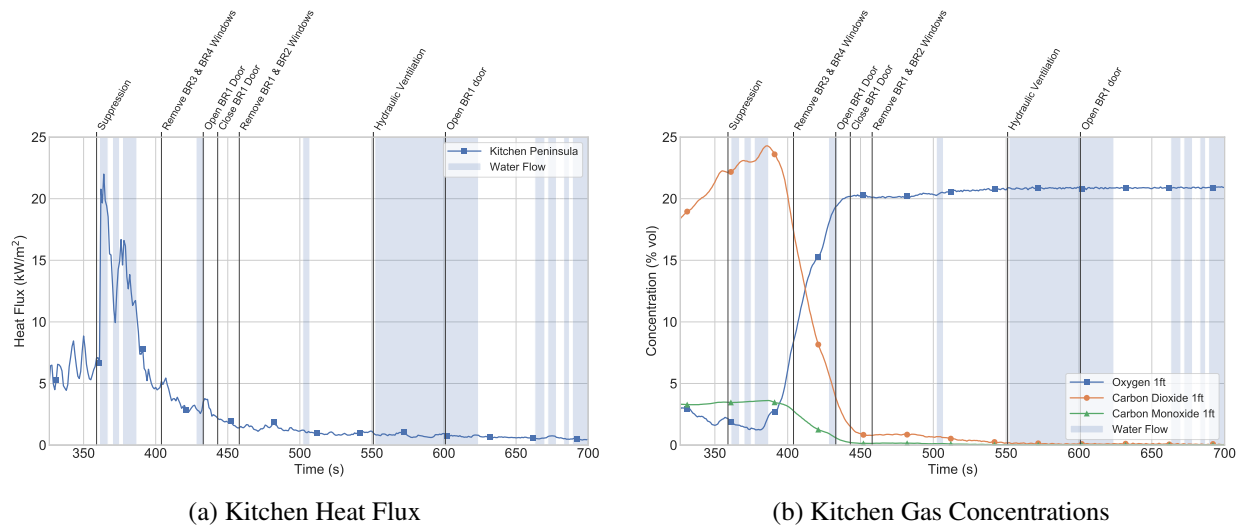 Suppression
Remove BR3 & BR4 Windows
Open BR1 Door
Close BR1 Door
Remove BR1 & BR2 Windows
Hydraulic Ventilation
Open BR1 door
25
20
15
10
5
0
Heat Flux (kW/m²)
Kitchen Peninsula
Water Flow
350
400
450
500
550
600
650
700
Time (s)
(a) Kitchen Heat Flux
Suppression
Remove BR3 & BR4 Windows
Open BR1 Door
Close BR1 Door
Remove BR1 & BR2 Windows
Hydraulic Ventilation
Open BR1 door
25
20
15
10
5
0
Concentration (% vol)
Oxygen 1ft
Carbon Dioxide 1ft
Carbon Monoxide 1ft
Water Flow
350
400
450
500
550
600
650
700
Time (s)
(b) Kitchen Gas Concentrations